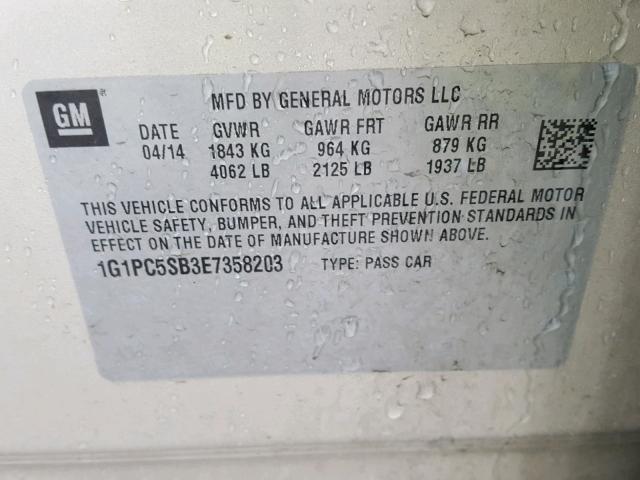 GM
MFD BY GENERAL MOTORS LLC
DATE GVWR GAWR FRT GAWR RR
04/14 1843 KG 964 KG 879 KG
4062 LB 2125 LB 1937 LB
THIS VEHICLE CONFORMS TO ALL APPLICABLE U.S. FEDERAL MOTOR
VEHICLE SAFETY, BUMPER, AND THEFT PREVENTION STANDARDS IN
EFFECT ON THE DATE OF MANUFACTURE SHOWN ABOVE.
1G1PC5SB3E7358203 TYPE: PASS CAR